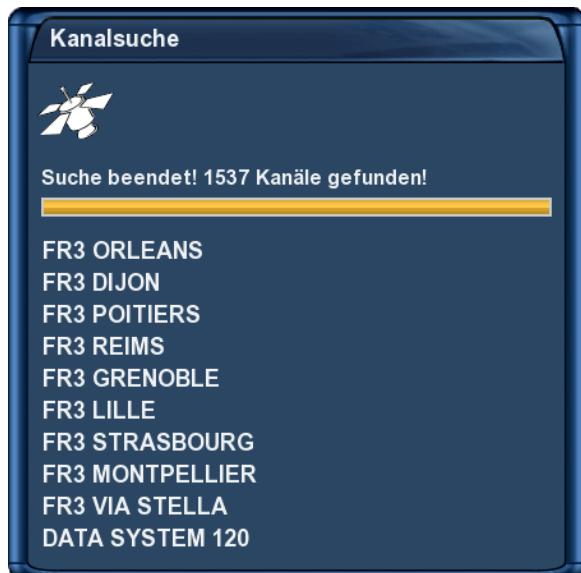 Kanalsuche
Suche beendet! 1537 Kanäle gefunden!
FR3 ORLEANS
FR3 DIJON
FR3 POITIERS
FR3 REIMS
FR3 GRENOBLE
FR3 LILLE
FR3 STRASBOURG
FR3 MONTPELLIER
FR3 VIA STELLA
DATA SYSTEM 120